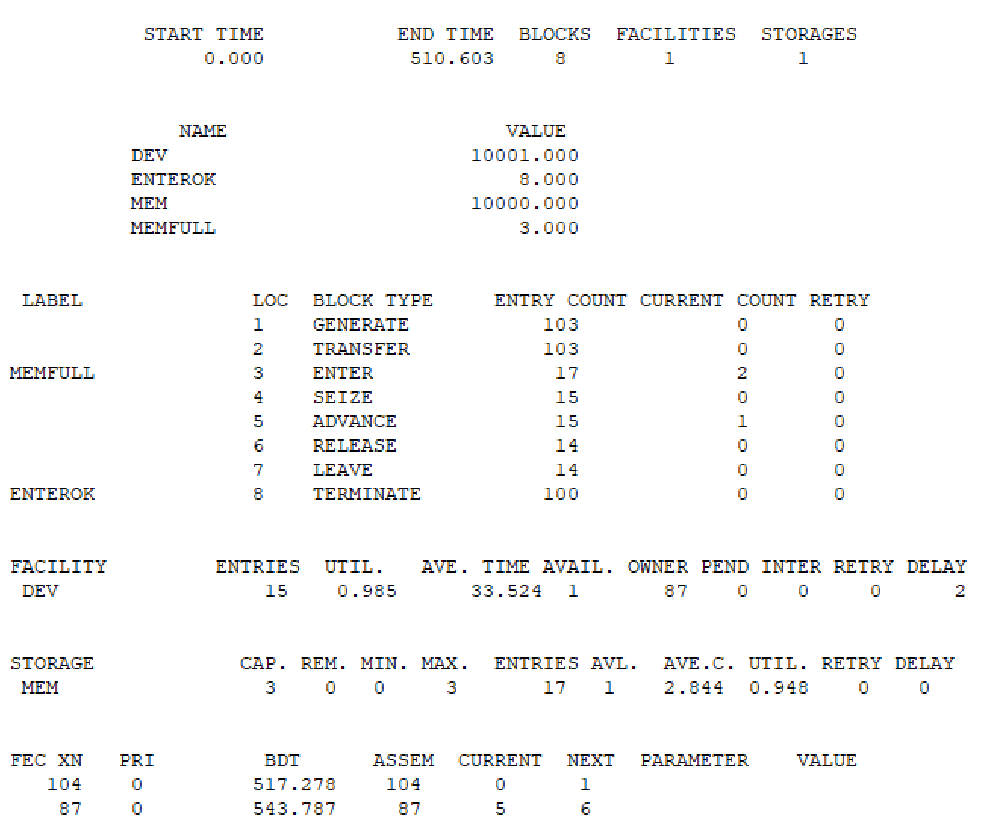 START TIME END TIME BLOCKS FACILITIES STORAGES
0.000 510.603 8 1 1
NAME VALUE
DEV 10001.000
ENTEROK 8.000
MEM 10000.000
MEMFULL 3.000
LABEL LOC BLOCK TYPE ENTRY COUNT CURRENT COUNT RETRY
1 GENERATE 103 0 0
2 TRANSFER 103 0 0
MEMFULL 3 ENTER 17 2 0
4 SEIZE 15 0 0
5 ADVANCE 15 1 0
6 RELEASE 14 0 0
7 LEAVE 14 0 0
ENTEROK 8 TERMINATE 100 0 0
FACILITY ENTRIES UTIL. AVE. TIME AVAIL. OWNER PEND INTER RETRY DELAY
DEV 15 0.985 33.524 1 87 0 0 0 2
STORAGE CAP. REM. MIN. MAX. ENTRIES AVL. AVE.C. UTIL. RETRY DELAY
MEM 3 0 0 3 17 1 2.844 0.948 0 0
FEC XN PRI BDT ASSEM CURRENT NEXT PARAMETER VALUE
104 0 517.278 104 0 1
87 0 543.787 87 5 6